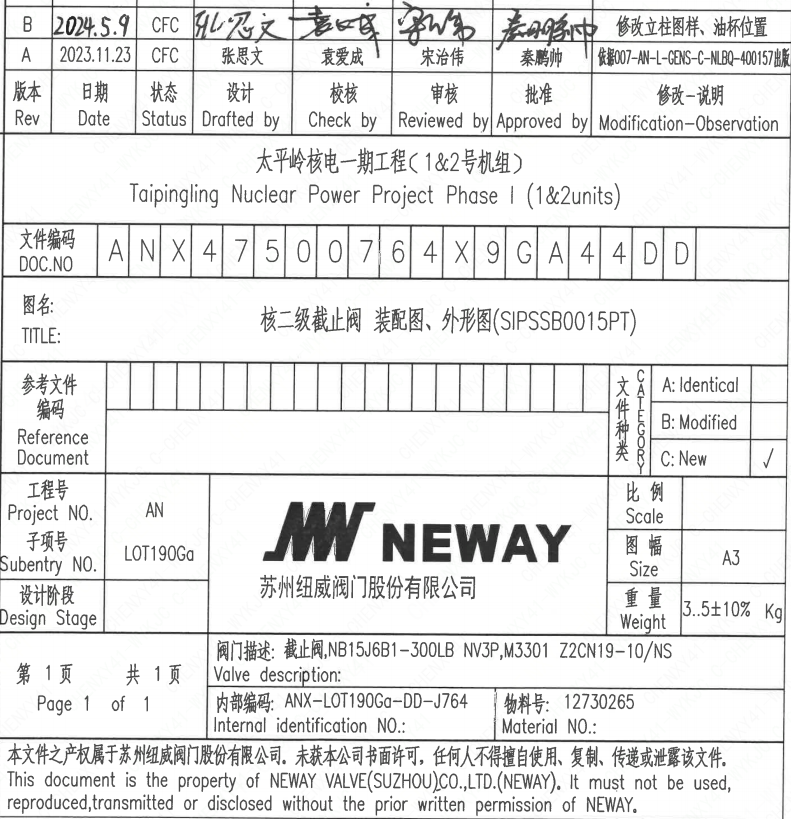 B 2024.5.9 CFC 张思文 袁爱成 宋治伟 秦鹏帅 修改立柱图样、油杯位置
A 2023.11.23 CFC 张思文 袁爱成 宋治伟 秦鹏帅 依据007-AN-L-GENS-C-NLBQ-400157出版
版本 日期 状态 设计 校核 审核 批准 修改-说明
Rev Date Status Drafted by Check by Reviewed by Approved by Modification-Observation
太平岭核电一期工程(1&2号机组)
Taipingling Nuclear Power Project Phase I (1&2units)
文件编码
DOC.NO
ANX47500764X9GA44DD
图名:
TITLE:
核二级截止阀 装配图、外形图(SIPSSB0015PT)
参考文件
编码
Reference
Document
文件种类
CATEGORY
A: Identical
B: Modified
C: New √
工程号
Project NO.
AN
子项号
Subentry NO.
LOT190Ga
设计阶段
Design Stage
NEWAY
苏州纽威阀门股份有限公司
比例
Scale
图幅
Size
A3
重量
Weight
3..5±10% Kg
第 1 页 共 1 页
Page 1 of 1
阀门描述: 截止阀,NB15J6B1-300LB NV3P,M3301 Z2CN19-10/NS
Valve description:
内部编码: ANX-LOT190Ga-DD-J764
Internal identification NO.:
物料号: 12730265
Material NO.:
本文件之产权属于苏州纽威阀门股份有限公司. 未获本公司书面许可, 任何人不得擅自使用、复制、传递或泄露该文件.
This document is the property of NEWAY VALVE(SUZHOU)CO.,LTD.(NEWAY). It must not be used,
reproduced,transmitted or disclosed without the prior written permission of NEWAY.